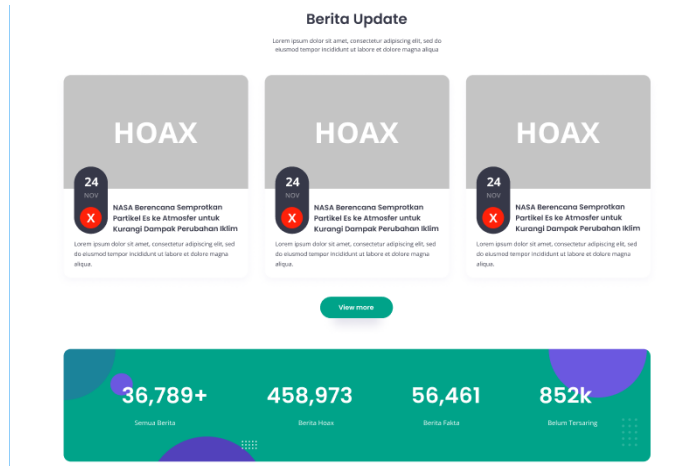 Berita Update
Lorem ipsum dolor sit amet, consectetur adipiscing elit, sed do
eiusmod tempor incididunt ut labore et dolore magna aliqua
HOAX
24
NOV
X
NASA Berencana Semprotkan
Partikel Es ke Atmosfer untuk
Kurangi Dampak Perubahan Iklim
Lorem ipsum dolor sit amet, consectetur adipiscing elit, sed
do eiusmod tempor incididunt ut labore et dolore magna
aliqua.
HOAX
24
NOV
X
NASA Berencana Semprotkan
Partikel Es ke Atmosfer untuk
Kurangi Dampak Perubahan Iklim
Lorem ipsum dolor sit amet, consectetur adipiscing elit, sed
do eiusmod tempor incididunt ut labore et dolore magna
aliqua.
HOAX
24
NOV
X
NASA Berencana Semprotkan
Partikel Es ke Atmosfer untuk
Kurangi Dampak Perubahan Iklim
Lorem ipsum dolor sit amet, consectetur adipiscing elit, sed
do eiusmod tempor incididunt ut labore et dolore magna
aliqua.
View more
36,789+
Semua Berita
458,973
Berita Hoax
56,461
Berita Fakta
852k
Belum Tersaring